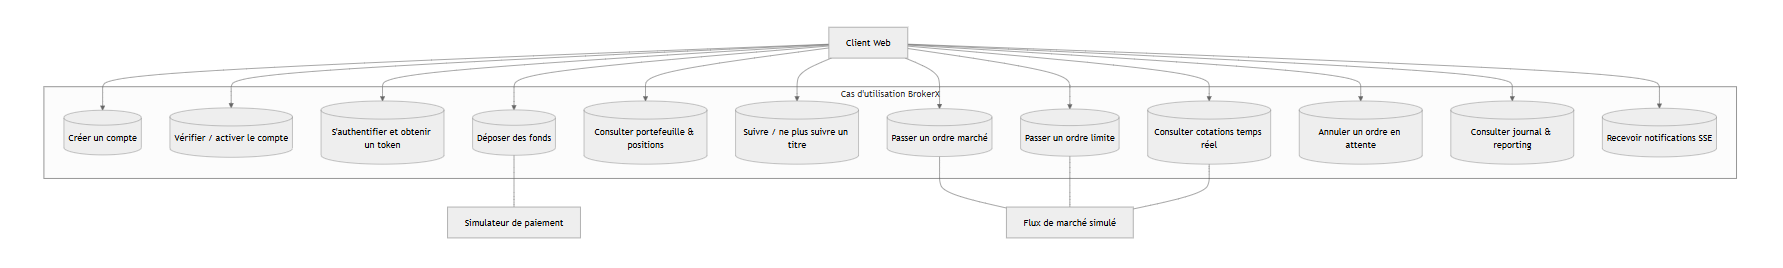 Client Web
Cas d'utilisation BrokerX
Créer un compte
Vérifier / activer le compte
S'authentifier et obtenir
un token
Déposer des fonds
Consulter portefeuille &
positions
Suivre / ne plus suivre un
titre
Passer un ordre marché
Passer un ordre limite
Consulter cotations temps
réel
Annuler un ordre en
attente
Consulter journal &
reporting
Recevoir notifications SSE
Simulateur de paiement
Flux de marché simulé